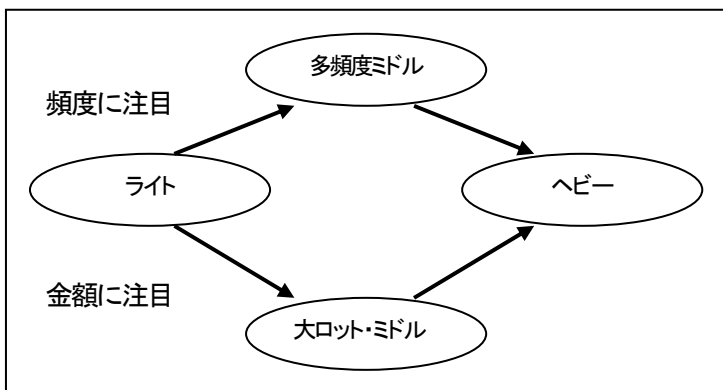 多頻度ミドル
頻度に注目
ライト
ヘビー
金額に注目
大ロット・ミドル